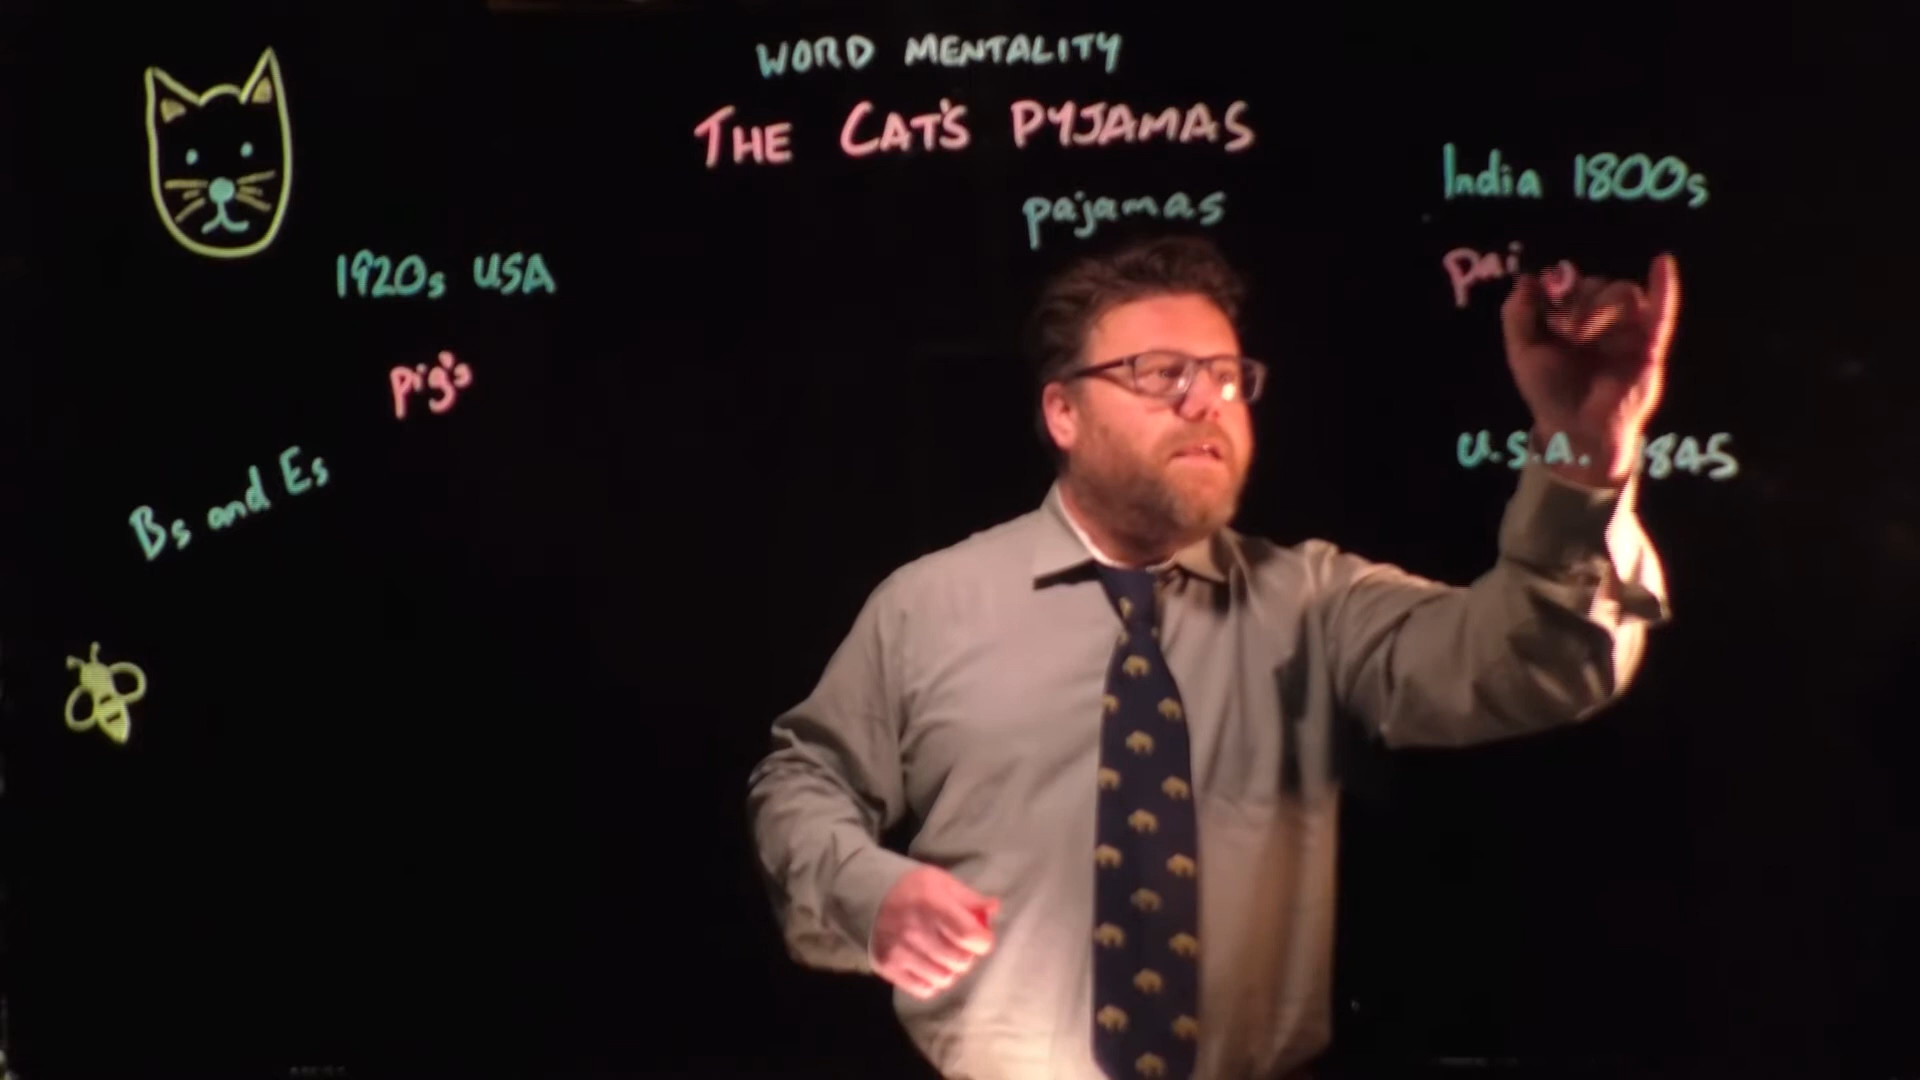 WORD MENTALITY
THE CAT'S PYJAMAS
pajamas
India 1800s
1920s USA
pig's
U.S.A.
Bs and Es